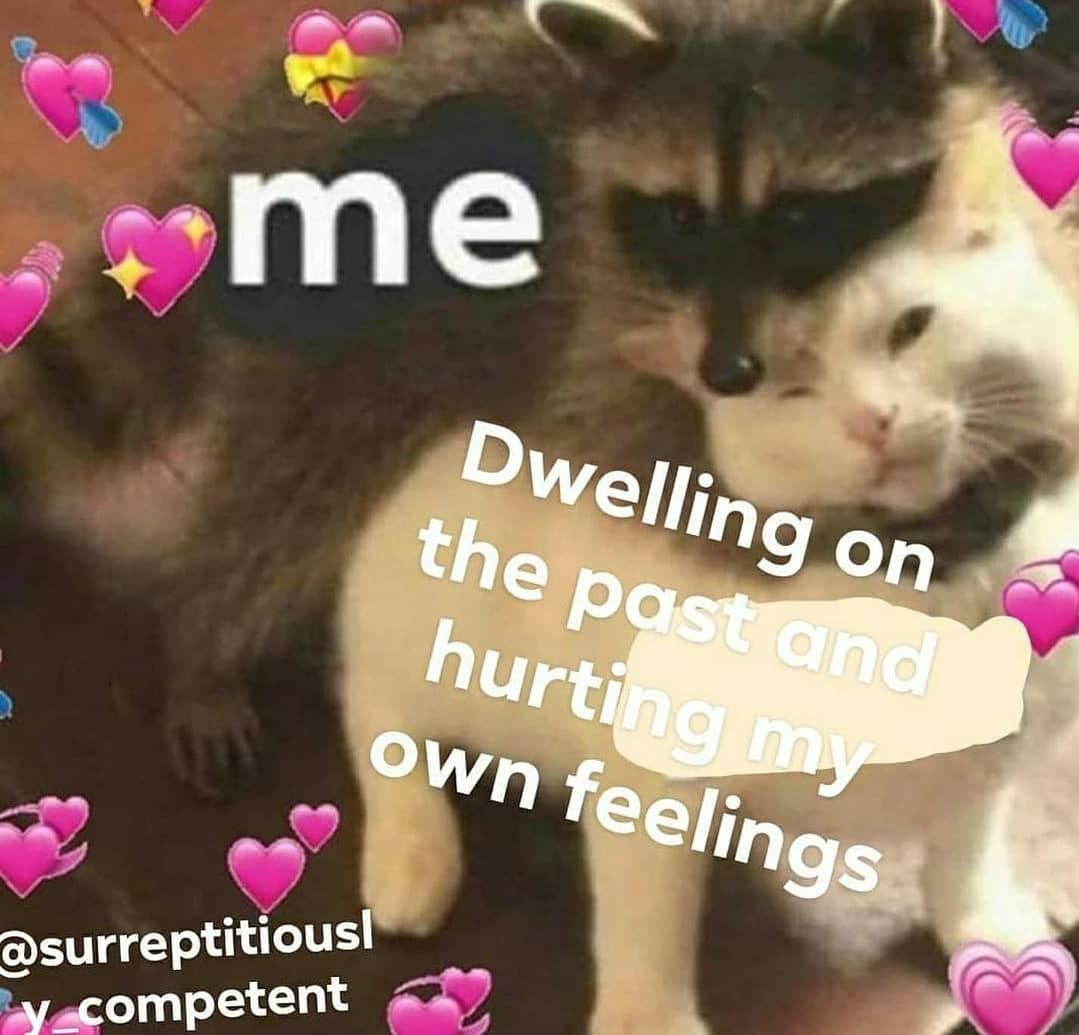 me
Dwelling on
the past and
hurting my
own feelings
@surreptitiousl
y_competent